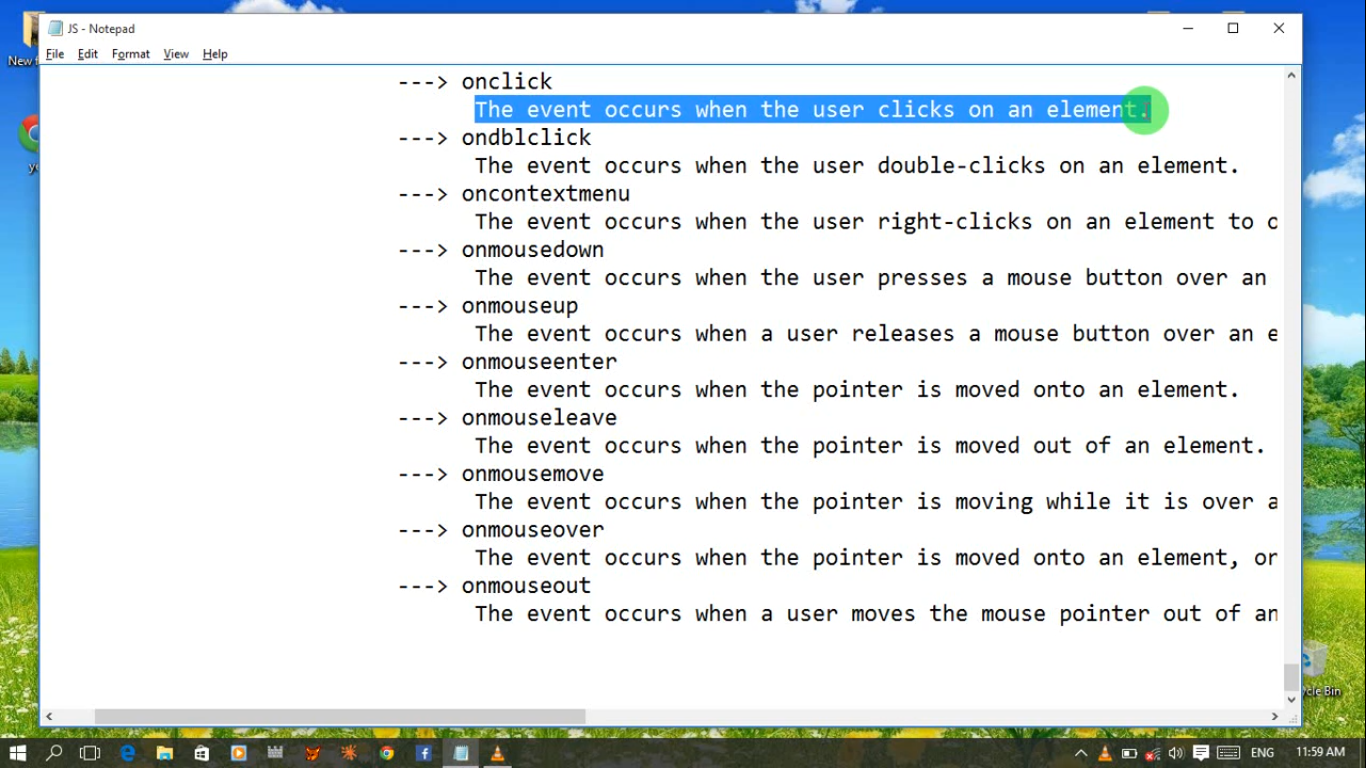 JS - Notepad
File Edit Format View Help
New
---> onclick
The event occurs when the user clicks on an element.
---> ondblclick
The event occurs when the user double-clicks on an element.
---> oncontextmenu
The event occurs when the user right-clicks on an element to o
---> onmousedown
The event occurs when the user presses a mouse button over an
---> onmouseup
The event occurs when a user releases a mouse button over an e
---> onmouseenter
The event occurs when the pointer is moved onto an element.
---> onmouseleave
The event occurs when the pointer is moved out of an element.
---> onmousemove
The event occurs when the pointer is moving while it is over a
---> onmouseover
The event occurs when the pointer is moved onto an element, or
---> onmouseout
The event occurs when a user moves the mouse pointer out of an
cle Bin
ENG 11:59 AM